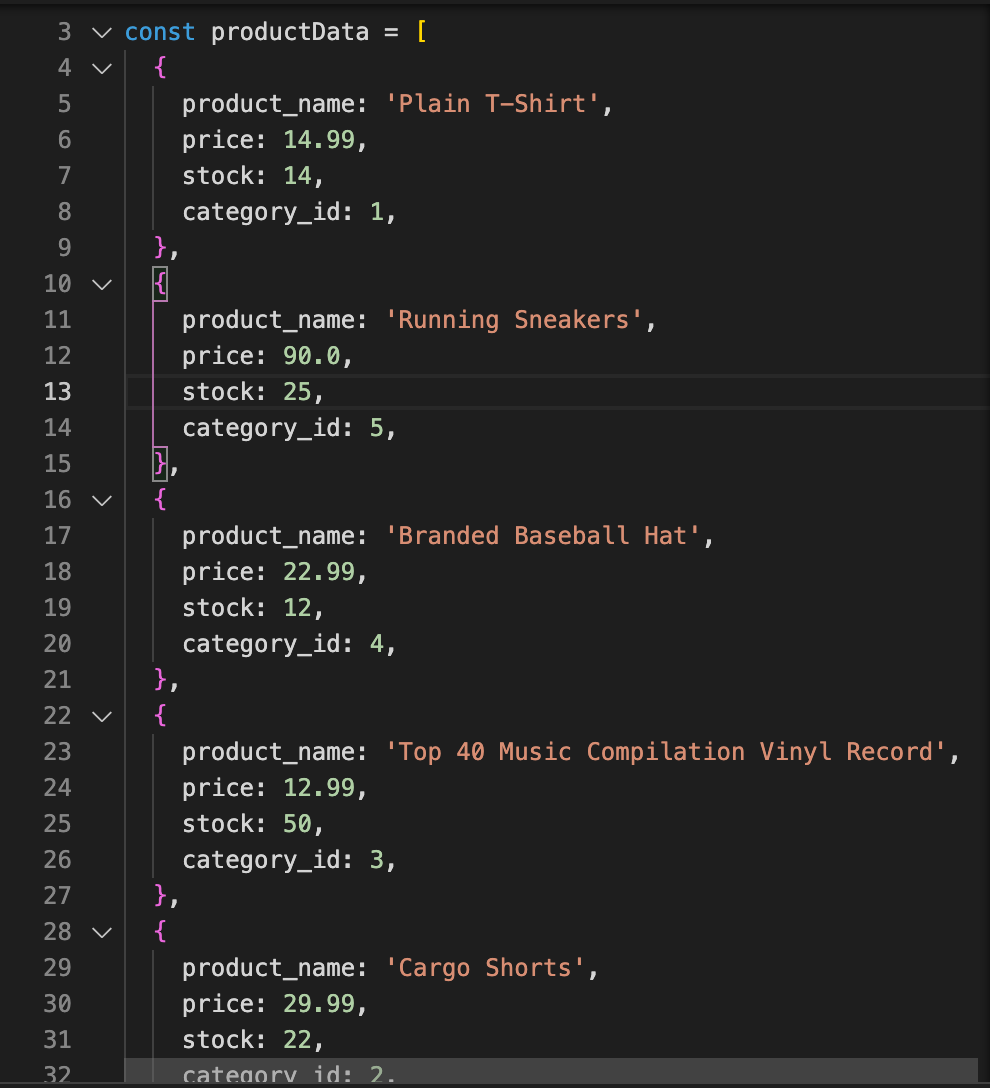 3 const productData = [
4 {
5 product_name: 'Plain T-Shirt',
6 price: 14.99,
7 stock: 14,
8 category_id: 1,
9 },
10 {
11 product_name: 'Running Sneakers',
12 price: 90.0,
13 stock: 25,
14 category_id: 5,
15 },
16 {
17 product_name: 'Branded Baseball Hat',
18 price: 22.99,
19 stock: 12,
20 category_id: 4,
21 },
22 {
23 product_name: 'Top 40 Music Compilation Vinyl Record',
24 price: 12.99,
25 stock: 50,
26 category_id: 3,
27 },
28 {
29 product_name: 'Cargo Shorts',
30 price: 29.99,
31 stock: 22,
32 category_id: 2,